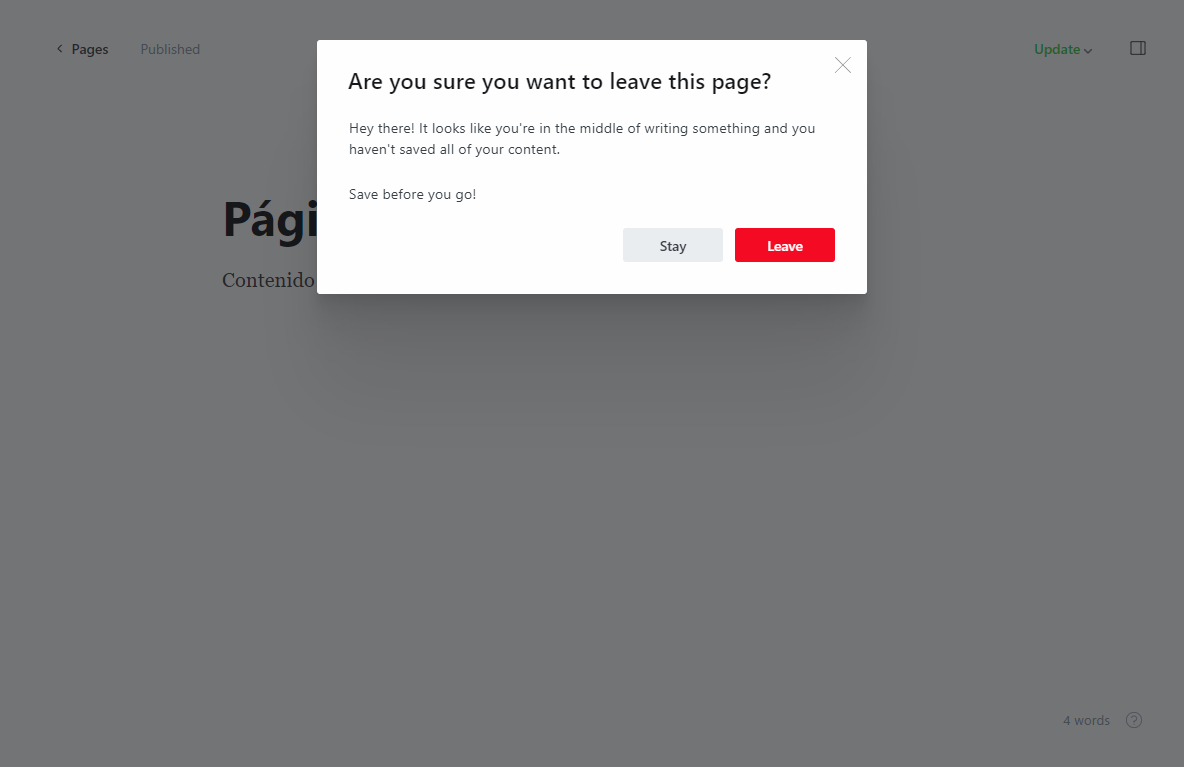 Pages Published Update
Are you sure you want to leave this page?
Hey there! It looks like you're in the middle of writing something and you
haven't saved all of your content.
Save before you go!
Stay Leave
Contenido
4 words